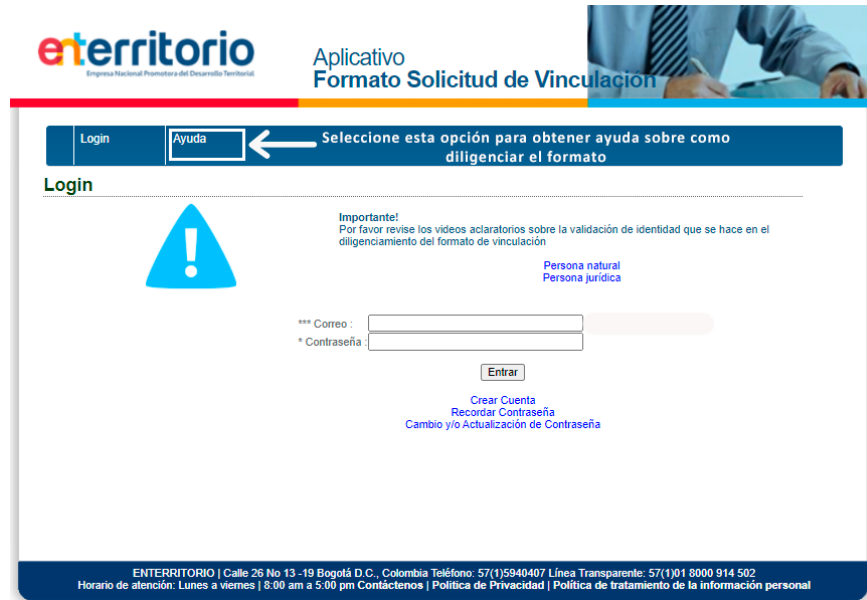 enterritorio
Empresa Nacional Promotora del Desarrollo Territorial
Aplicativo
Formato Solicitud de Vinculación
Login
Ayuda
Seleccione esta opción para obtener ayuda sobre como
diligenciar el formato
Login
!
Importante!
Por favor revise los videos aclaratorios sobre la validación de identidad que se hace en el
diligenciamiento del formato de vinculación
Persona natural
Persona jurídica
*** Correo :
* Contraseña :
Entrar
Crear Cuenta
Recordar Contraseña
Cambio y/o Actualización de Contraseña
ENTERRITORIO | Calle 26 No 13 -19 Bogotá D.C., Colombia Teléfono: 57(1)5940407 Línea Transparente: 57(1)01 8000 914 502
Horario de atención: Lunes a viernes | 8:00 am a 5:00 pm Contáctenos | Politica de Privacidad | Política de tratamiento de la información personal